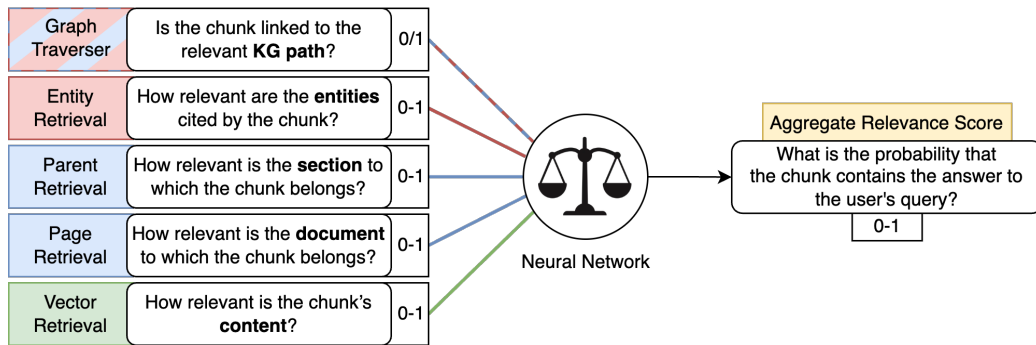 Graph
Traverser
Is the chunk linked to the
relevant KG path?
0/1
Entity
Retrieval
How relevant are the entities
cited by the chunk?
0-1
Parent
Retrieval
How relevant is the section to
which the chunk belongs?
0-1
Page
Retrieval
How relevant is the document
to which the chunk belongs?
0-1
Vector
Retrieval
How relevant is the chunk's
content?
0-1
Neural Network
Aggregate Relevance Score
What is the probability that
the chunk contains the answer to
the user's query?
0-1